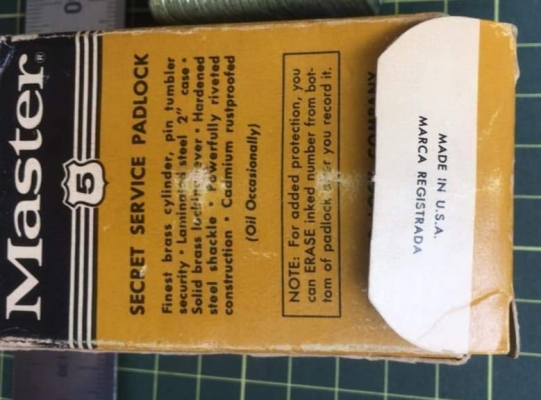 Master®
5
SECRET SERVICE PADLOCK
Finest brass cylinder, pin tumbler
security • Laminated steel 2" case •
Solid brass locking lever • Hardened
steel shackle • Powerfully riveted
construction • Cadmium rustproofed
(Oil Occasionally)
NOTE: For added protection, you
can ERASE inked number from bot-
tom of padlock after you record it.
COMPANY
MADE IN U.S.A.
MARCA REGISTRADA